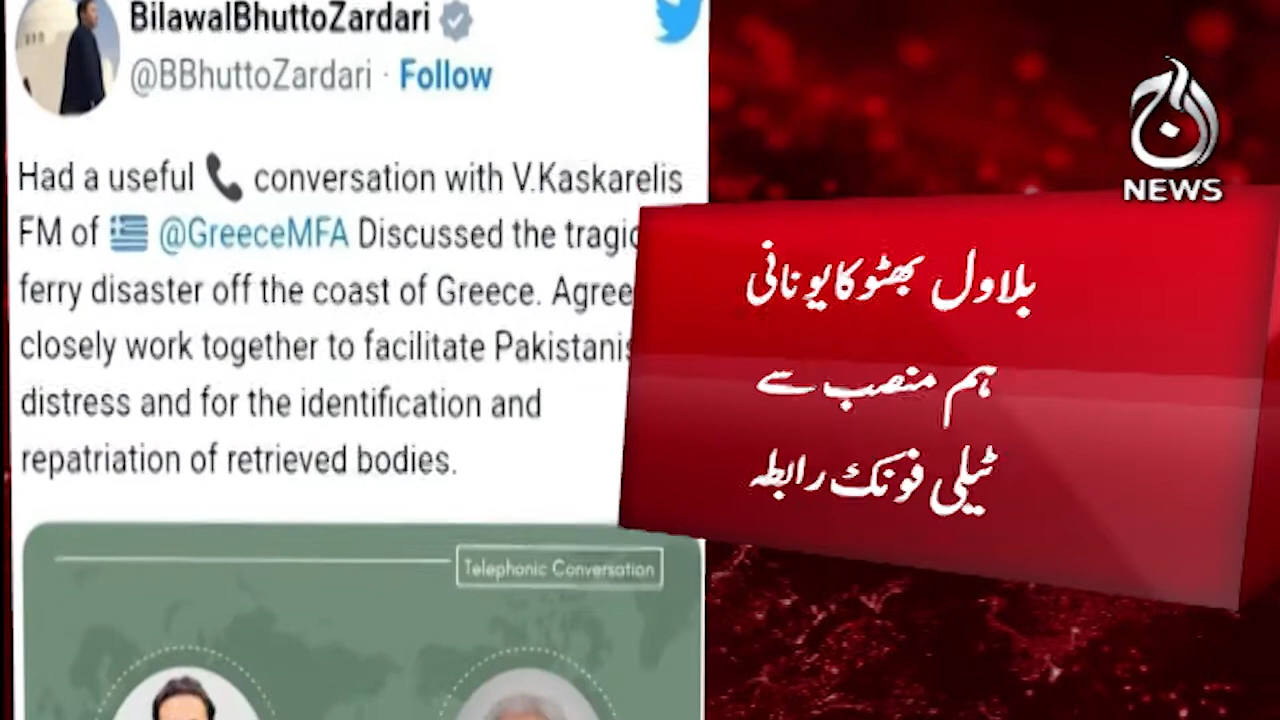 BilawalBhuttoZardari
@BBhuttoZardari · Follow
Had a useful 📞 conversation with V.Kaskarelis
FM of 🇬🇷 @GreeceMFA Discussed the tragic
ferry disaster off the coast of Greece. Agree
closely work together to facilitate Pakistanis
distress and for the identification and
repatriation of retrieved bodies.
Telephonic Conversation
آج
NEWS
بلاول بھٹو کا یونانی
ہم منصب سے
ٹیلی فونک رابطہ